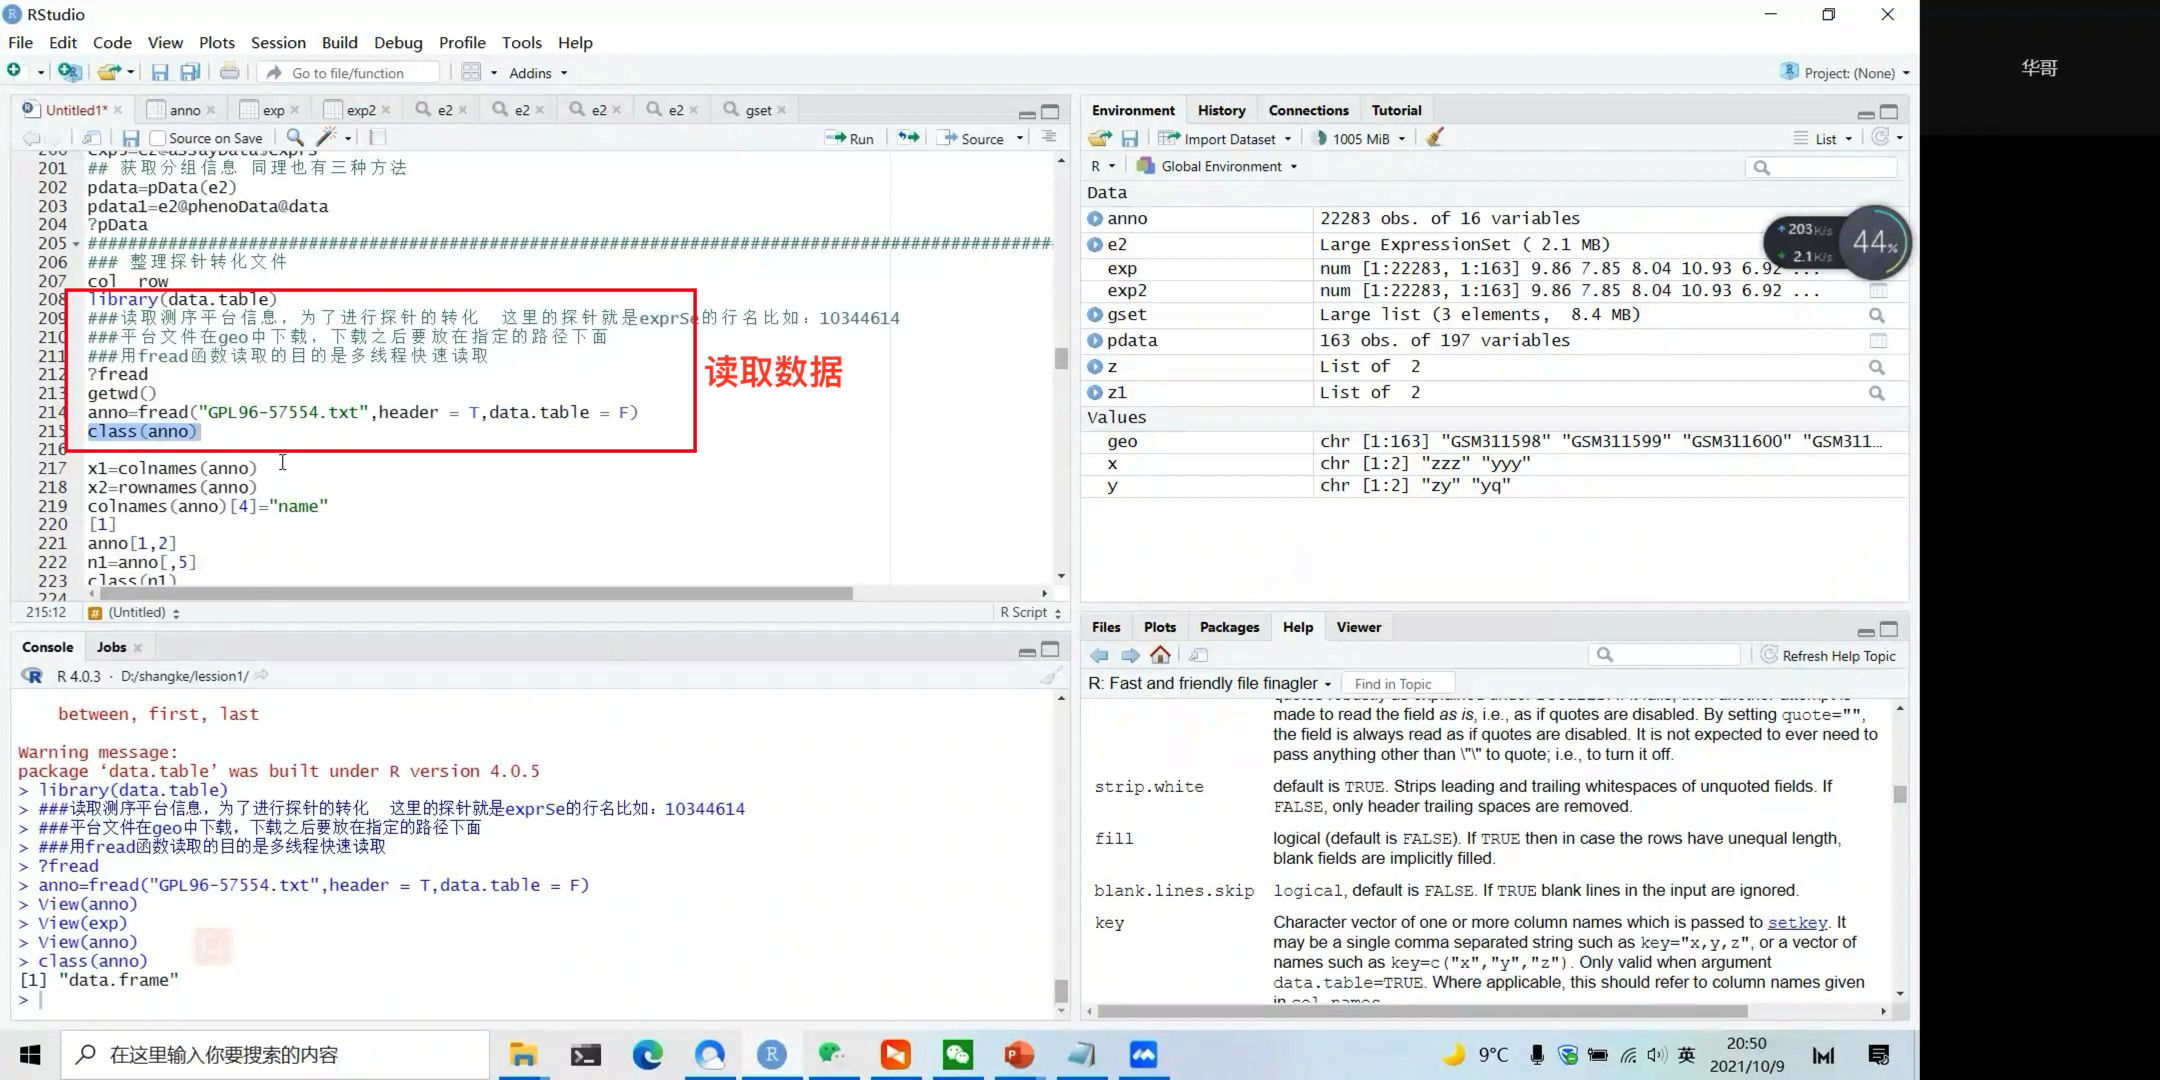 RStudio
File Edit Code View Plots Session Build Debug Profile Tools Help
Go to file/function Addins Project: (None)
Untitled1* anno exp exp2 e2 e2 e2 e2 gset
Source on Save Run Source
201 ## 获取分组信息 同理也有三种方法
202 pdata=pData(e2)
203 pdata1=e2@phenoData@data
204 ?pData
205 ################################################################################################
206 ### 整理探针转化文件
207 col row
208 library(data.table)
209 ###读取测序平台信息，为了进行探针的转化 这里的探针就是exprSe的行名比如：10344614
210 ###平台文件在geo中下载，下载之后要放在指定的路径下面
211 ###用fread函数读取的目的是多线程快速读取
212 ?fread
213 getwd()
214 anno=fread("GPL96-57554.txt",header = T,data.table = F)
215 class(anno)
216
217 x1=colnames(anno)
218 x2=rownames(anno)
219 colnames(anno)[4]="name"
220 [1]
221 anno[1,2]
222 n1=anno[,5]
223 class(n1)
224
读取数据
215:12 (Untitled) R Script
Console Jobs
R 4.0.3 · D:/shangke/lession1/
between, first, last
Warning message:
package ‘data.table’ was built under R version 4.0.5
> library(data.table)
> ###读取测序平台信息，为了进行探针的转化 这里的探针就是exprSe的行名比如：10344614
> ###平台文件在geo中下载，下载之后要放在指定的路径下面
> ###用fread函数读取的目的是多线程快速读取
> ?fread
> anno=fread("GPL96-57554.txt",header = T,data.table = F)
> View(anno)
> View(exp)
> View(anno)
> class(anno)
[1] "data.frame"
>
Environment History Connections Tutorial
Import Dataset 1005 MiB List
R Global Environment
Data
anno 22283 obs. of 16 variables
e2 Large ExpressionSet ( 2.1 MB)
exp num [1:22283, 1:163] 9.86 7.85 8.04 10.93 6.92 ...
exp2 num [1:22283, 1:163] 9.86 7.85 8.04 10.93 6.92 ...
gset Large list (3 elements, 8.4 MB)
pdata 163 obs. of 197 variables
z List of 2
z1 List of 2
Values
geo chr [1:163] "GSM311598" "GSM311599" "GSM311600" "GSM311...
x chr [1:2] "zzz" "yyy"
y chr [1:2] "zy" "yq"
203 K/s
2.1 K/s
44%
Files Plots Packages Help Viewer
Refresh Help Topic
R: Fast and friendly file finagler Find in Topic
made to read the field as is, i.e., as if quotes are disabled. By setting quote="",
the field is always read as if quotes are disabled. It is not expected to ever need to
pass anything other than \"\" to quote; i.e., to turn it off.
strip.white default is TRUE. Strips leading and trailing whitespaces of unquoted fields. If
FALSE, only header trailing spaces are removed.
fill logical (default is FALSE). If TRUE then in case the rows have unequal length,
blank fields are implicitly filled.
blank.lines.skip logical, default is FALSE. If TRUE blank lines in the input are ignored.
key Character vector of one or more column names which is passed to setkey. It
may be a single comma separated string such as key="x,y,z", or a vector of
names such as key=c("x","y","z"). Only valid when argument
data.table=TRUE. Where applicable, this should refer to column names given
in col.names.
华哥
在这里输入你要搜索的内容
9°C 英
20:50
2021/10/9